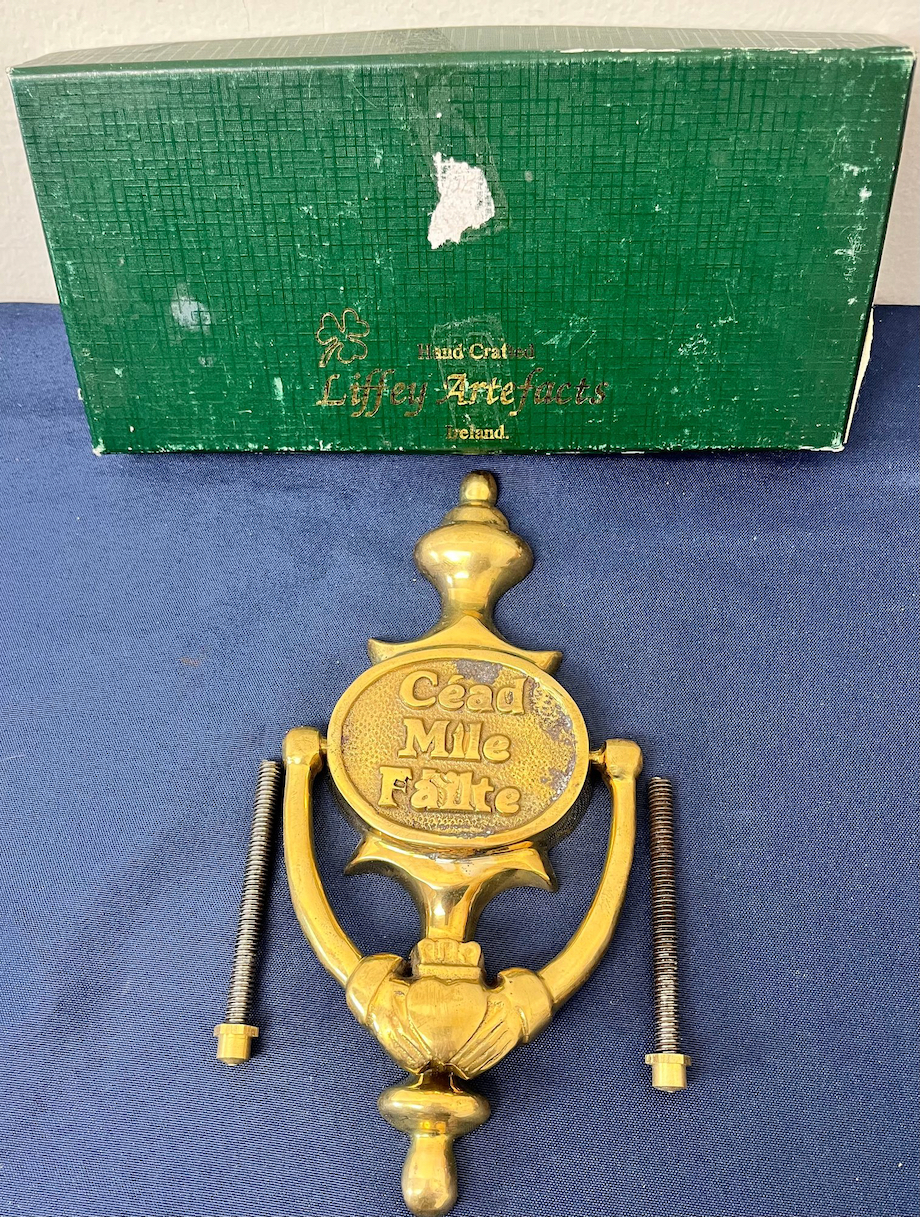 Hand Crafted
Liffey Artefacts
Ireland.
Céad
Míle
Fáilte